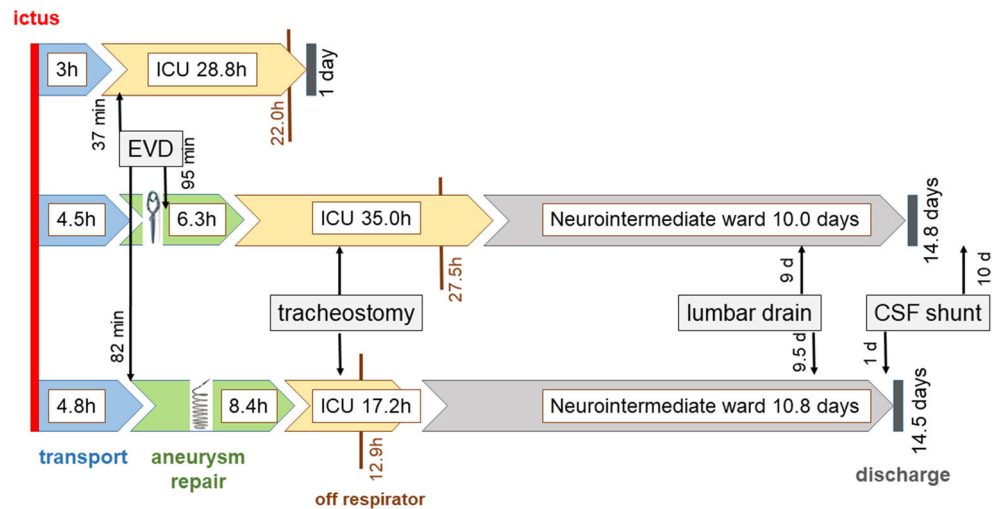 ictus
3h
ICU 28.8h
1 day
37 min
22.0h
EVD
95 min
4.5h
6.3h
ICU 35.0h
Neurointermediate ward 10.0 days
14.8 days
27.5h
9 d
10 d
tracheostomy
lumbar drain
CSF shunt
82 min
9.5 d
1 d
4.8h
8.4h
ICU 17.2h
Neurointermediate ward 10.8 days
14.5 days
12.9h
transport
aneurysm
repair
off respirator
discharge